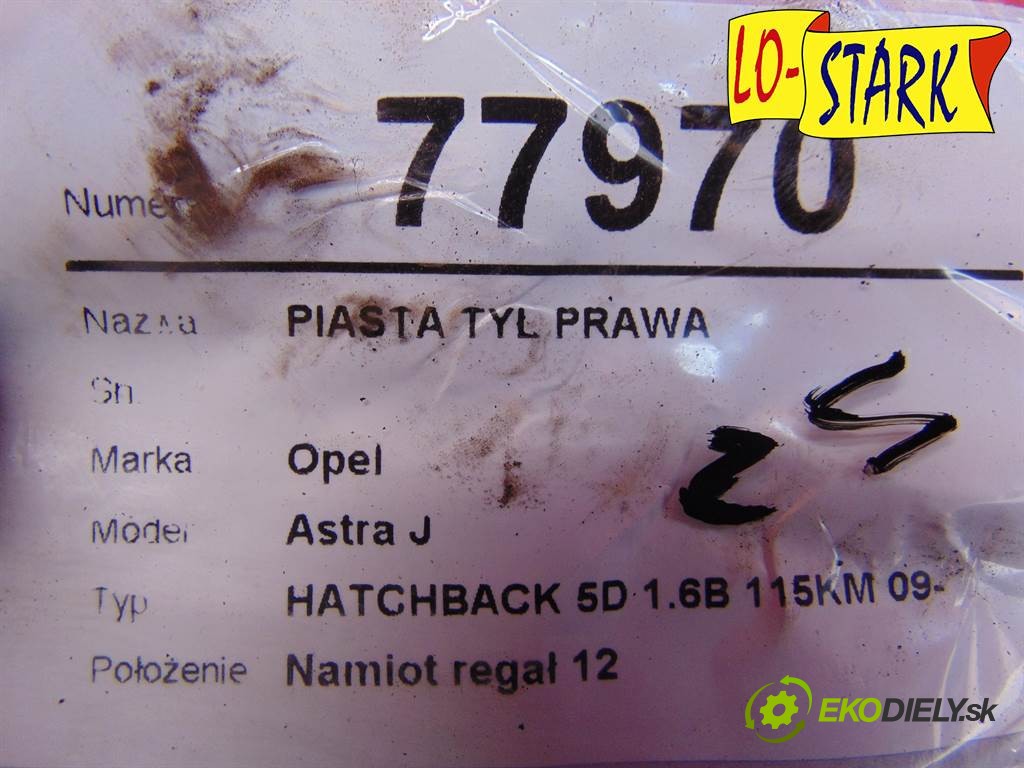 LO-STARK
Numer 77970
Nazwa PIASTA TYŁ PRAWA
Sn.
Marka Opel
Model Astra J
Typ HATCHBACK 5D 1.6B 115KM 09-
Położenie Namiot regał 12
EKODIELY.sk